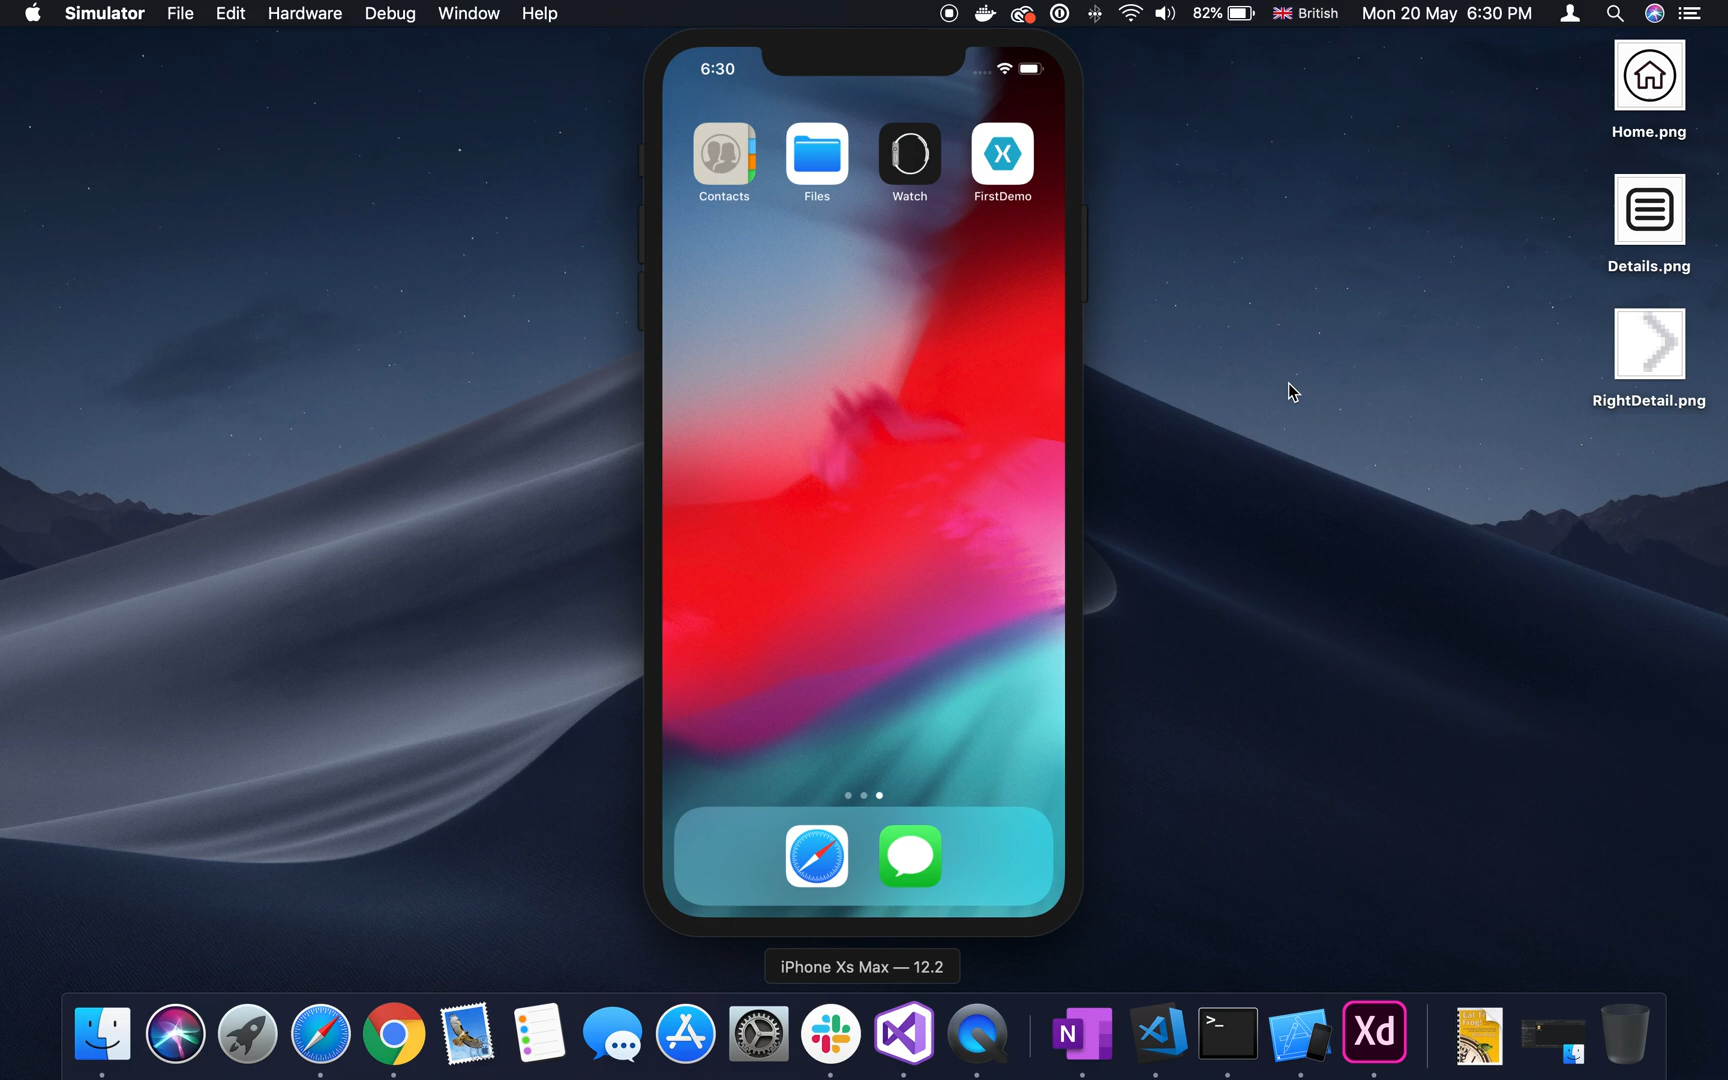 Simulator File Edit Hardware Debug Window Help
82% British Mon 20 May 6:30 PM
6:30
Contacts Files Watch FirstDemo
Home.png
Details.png
RightDetail.png
iPhone Xs Max — 12.2
N
>_
Xd